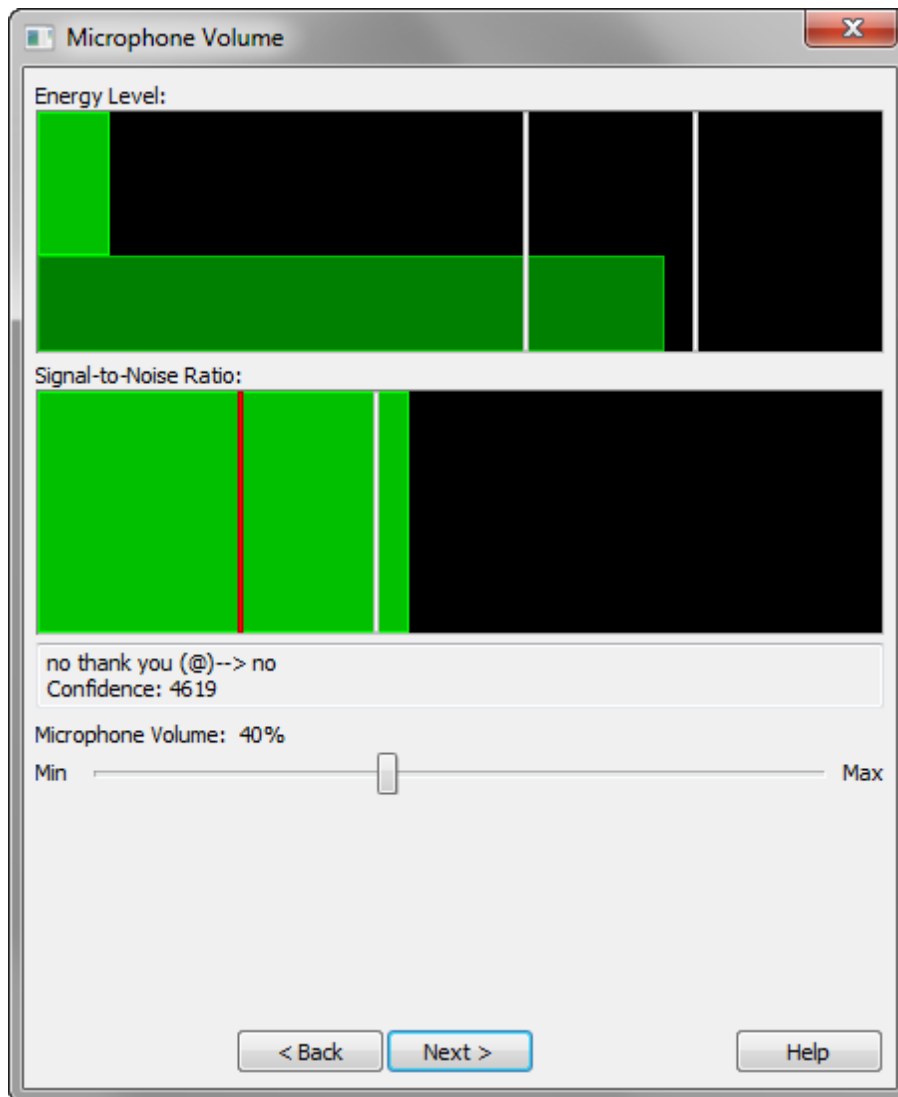 Microphone Volume
Energy Level:
Signal-to-Noise Ratio:
no thank you (@)--> no
Confidence: 4619
Microphone Volume: 40%
Min Max
< Back Next > Help